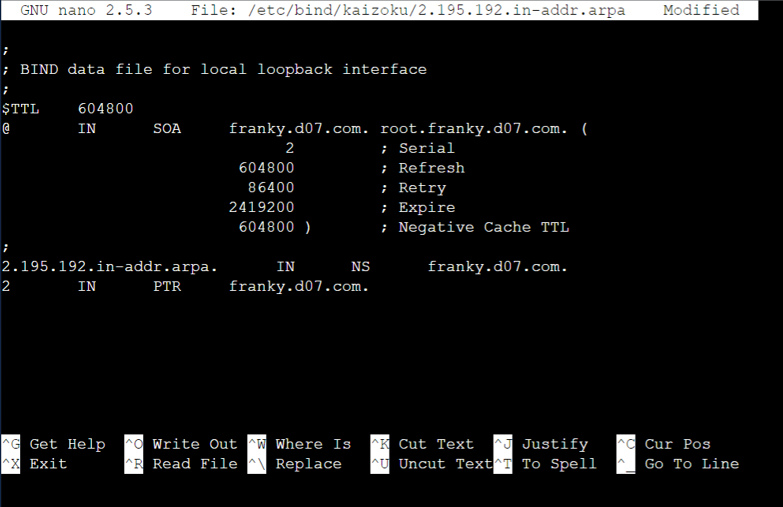 GNU nano 2.5.3    File: /etc/bind/kaizoku/2.195.192.in-addr.arpa    Modified
;
; BIND data file for local loopback interface
;
$TTL    604800
@       IN      SOA     franky.d07.com. root.franky.d07.com. (
                              2         ; Serial
                         604800         ; Refresh
                          86400         ; Retry
                        2419200         ; Expire
                         604800 )       ; Negative Cache TTL
;
2.195.192.in-addr.arpa.      IN      NS      franky.d07.com.
2       IN      PTR     franky.d07.com.
^G Get Help  ^O Write Out ^W Where Is  ^K Cut Text  ^J Justify   ^C Cur Pos
^X Exit      ^R Read File ^\ Replace   ^U Uncut Text^T To Spell  ^_ Go To Line